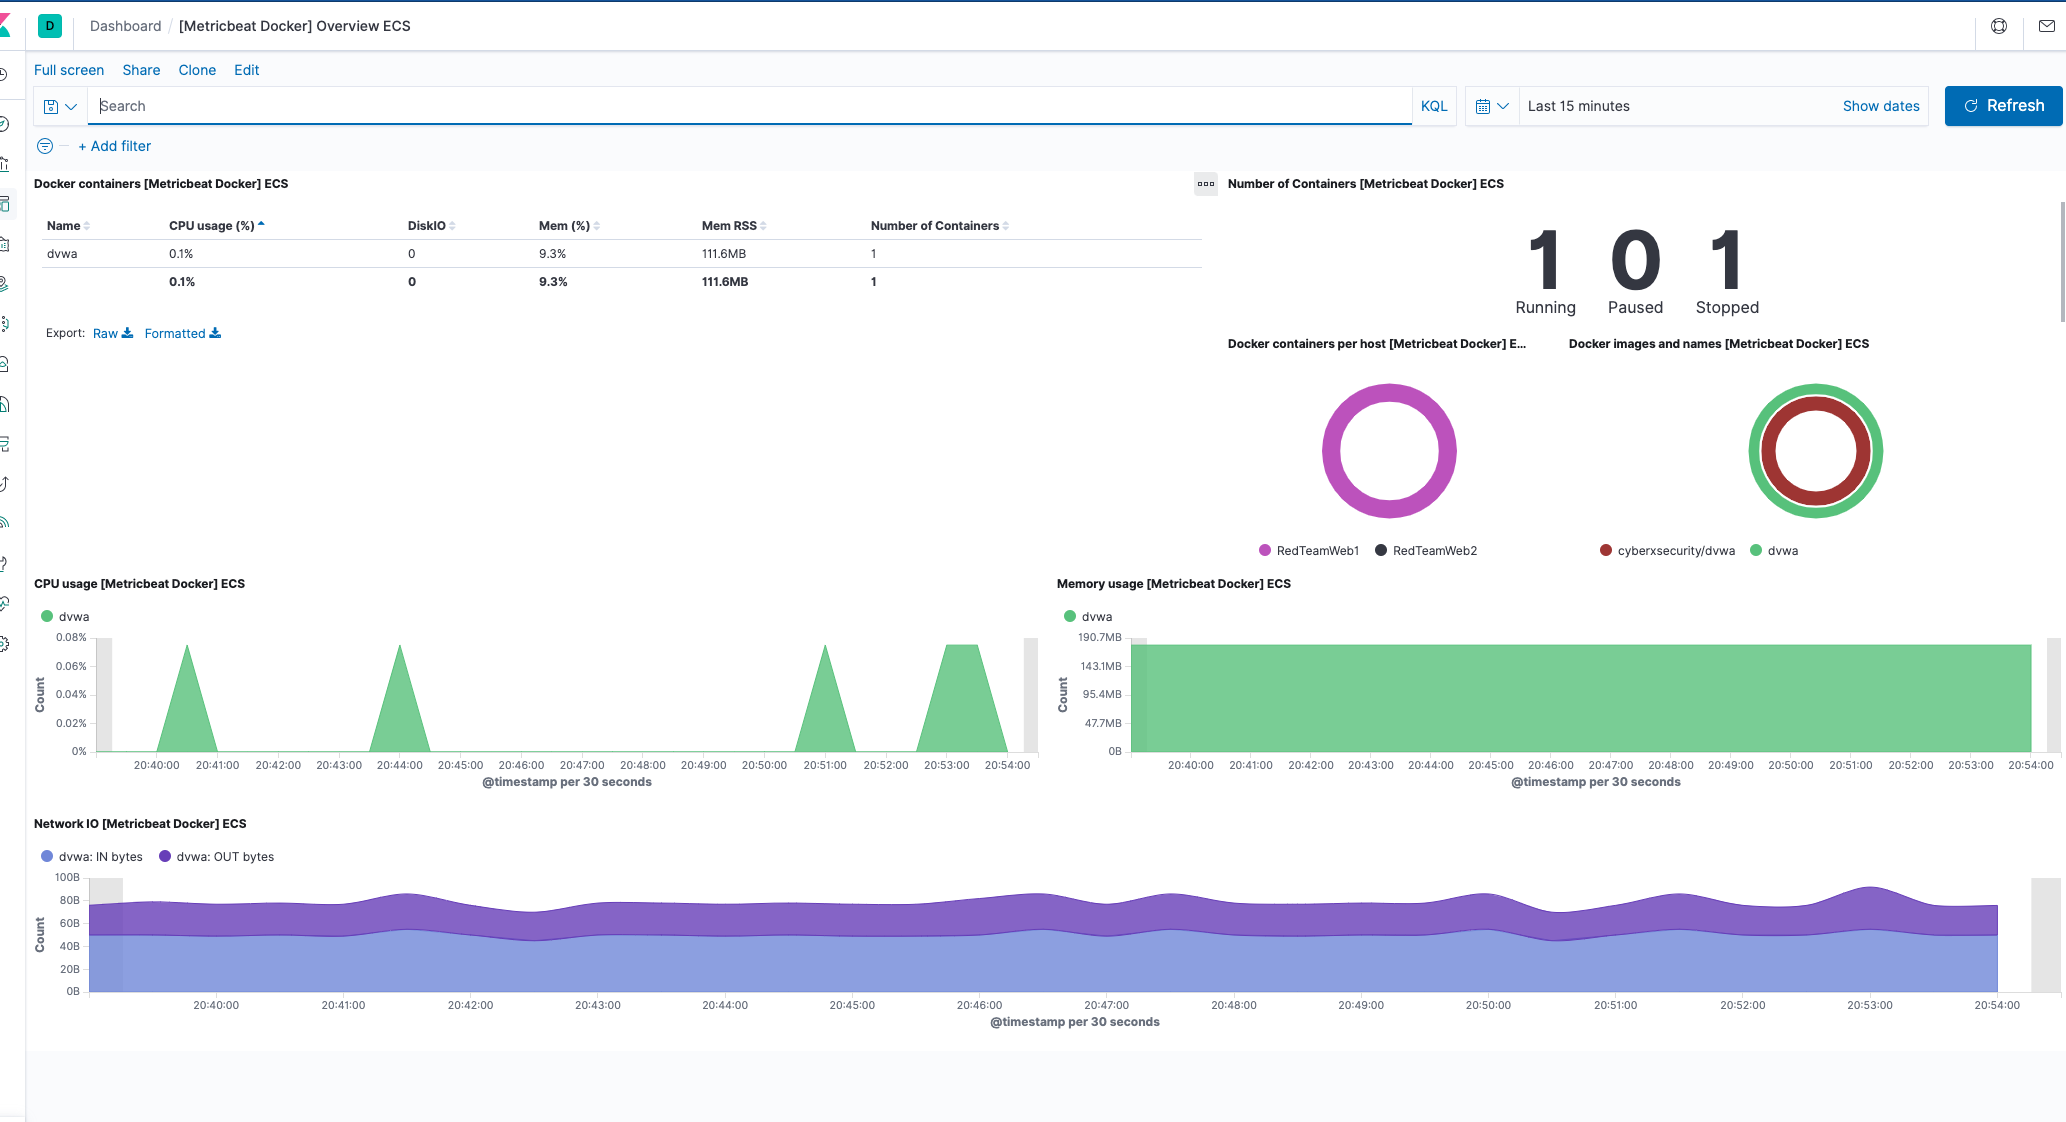 D Dashboard / [Metricbeat Docker] Overview ECS
Full screen Share Clone Edit
Search KQL Last 15 minutes Show dates Refresh
+ Add filter
Docker containers [Metricbeat Docker] ECS
Name CPU usage (%) DiskIO Mem (%) Mem RSS Number of Containers
dvwa 0.1% 0 9.3% 111.6MB 1
0.1% 0 9.3% 111.6MB 1
Export: Raw Formatted
Number of Containers [Metricbeat Docker] ECS
1 0 1
Running Paused Stopped
Docker containers per host [Metricbeat Docker] E...
RedTeamWeb1 RedTeamWeb2
Docker images and names [Metricbeat Docker] ECS
cyberxsecurity/dvwa dvwa
CPU usage [Metricbeat Docker] ECS
dvwa
0.08%
0.06%
0.04%
0.02%
0%
Count
20:40:00 20:41:00 20:42:00 20:43:00 20:44:00 20:45:00 20:46:00 20:47:00 20:48:00 20:49:00 20:50:00 20:51:00 20:52:00 20:53:00 20:54:00
@timestamp per 30 seconds
Memory usage [Metricbeat Docker] ECS
dvwa
190.7MB
143.1MB
95.4MB
47.7MB
0B
Count
20:40:00 20:41:00 20:42:00 20:43:00 20:44:00 20:45:00 20:46:00 20:47:00 20:48:00 20:49:00 20:50:00 20:51:00 20:52:00 20:53:00 20:54:00
@timestamp per 30 seconds
Network IO [Metricbeat Docker] ECS
dvwa: IN bytes dvwa: OUT bytes
100B
80B
60B
40B
20B
0B
Count
20:40:00 20:41:00 20:42:00 20:43:00 20:44:00 20:45:00 20:46:00 20:47:00 20:48:00 20:49:00 20:50:00 20:51:00 20:52:00 20:53:00 20:54:00
@timestamp per 30 seconds